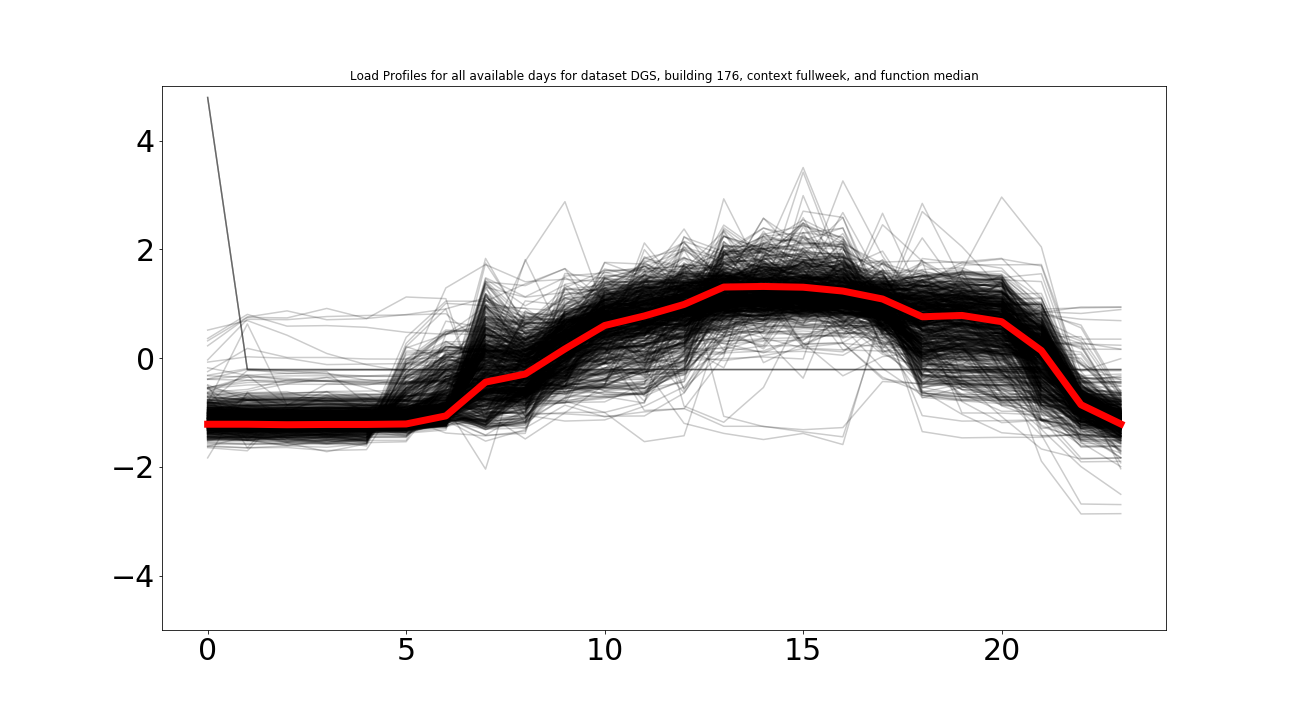 Load Profiles for all available days for dataset DGS, building 176, context fullweek, and function median
4
2
0
−2
−4
0 5 10 15 20